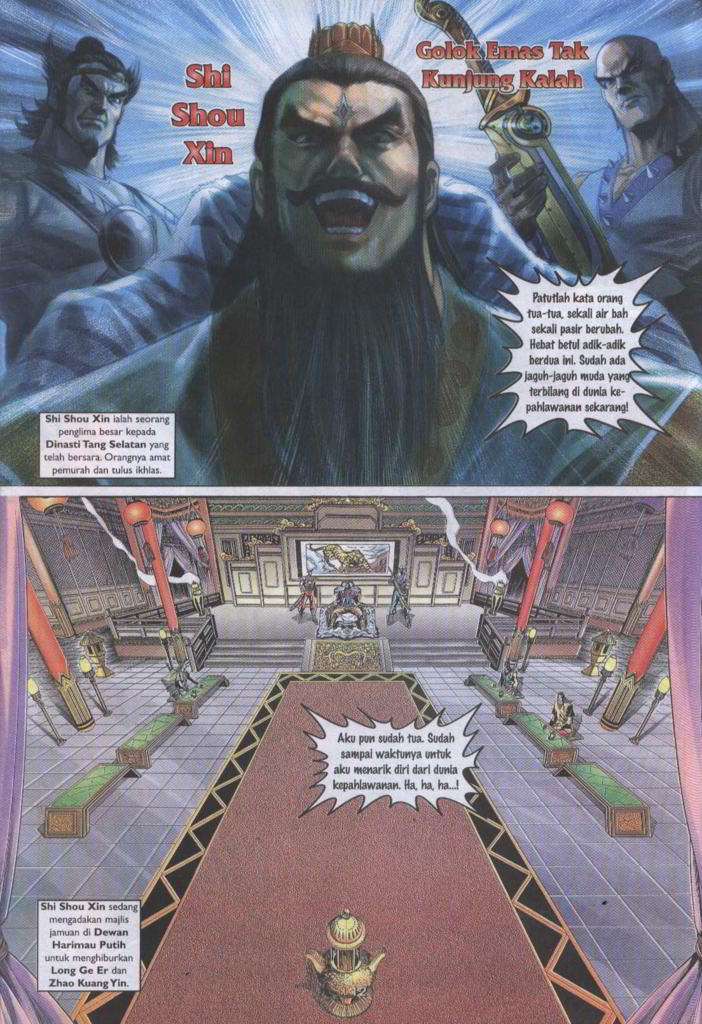 Shi
Shou
Xin
Golok Emas Tak
Kunjung Kalah
Patutlah kata orang
tua-tua, sekali air bah
sekali pasir berubah.
Hebat betul adik-adik
berdua ini. Sudah ada
jaguh-jaguh muda yang
terbilang di dunia ke-
pahlawanan sekarang!
Shi Shou Xin ialah seorang
penglima besar kepada
Dinasti Tang Selatan yang
telah bersara. Orangnya amat
pemurah dan tulus ikhlas.
Aku pun sudah tua. Sudah
sampai waktunya untuk
aku menarik diri dari dunia
kepahlawanan. Ha, ha, ha...!
Shi Shou Xin sedang
mengadakan majlis
jamuan di Dewan
Harimau Putih
untuk menghiburkan
Long Ge Er dan
Zhao Kuang Yin.
12